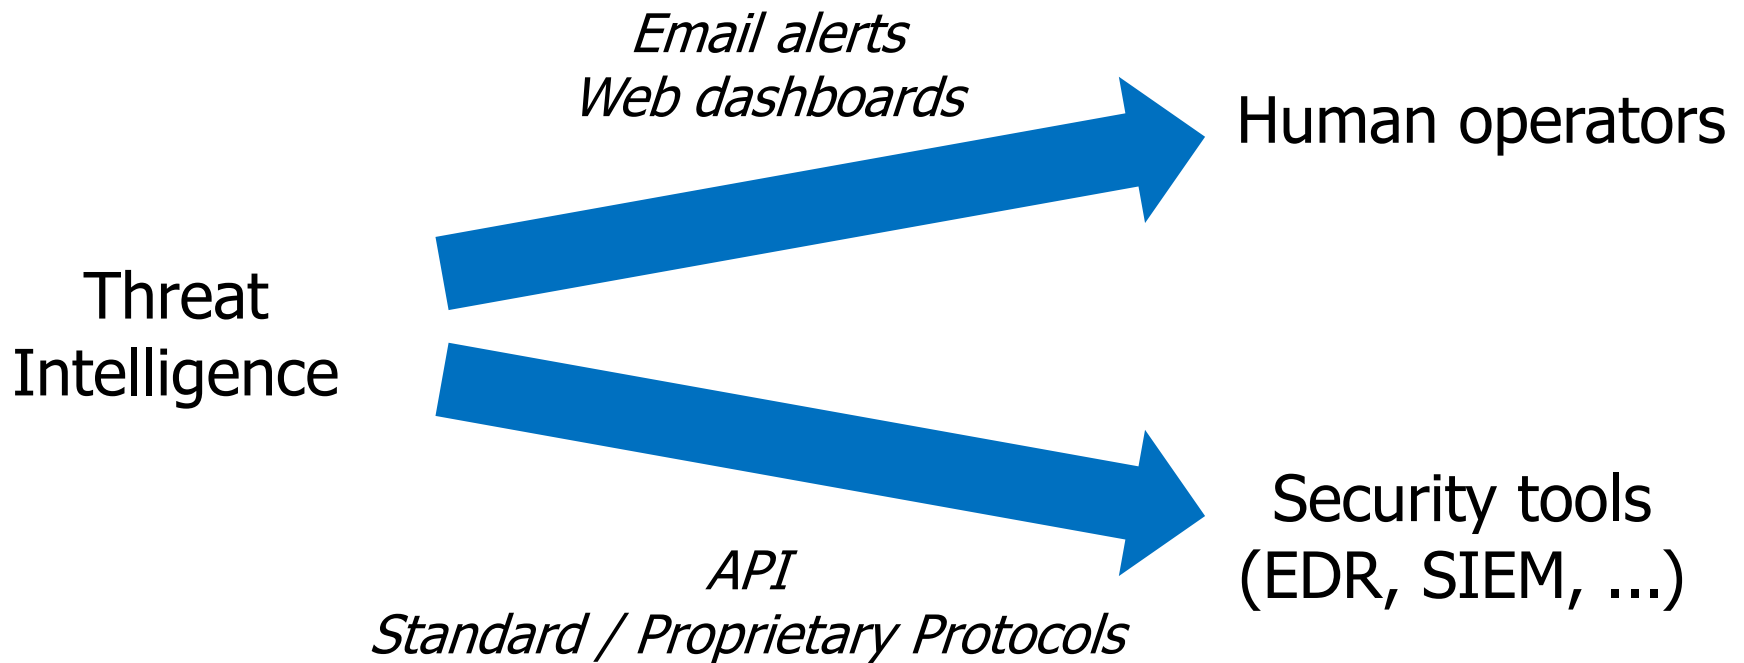 Email alerts
Web dashboards
Human operators
Threat
Intelligence
Security tools
(EDR, SIEM, ...)
API
Standard / Proprietary Protocols